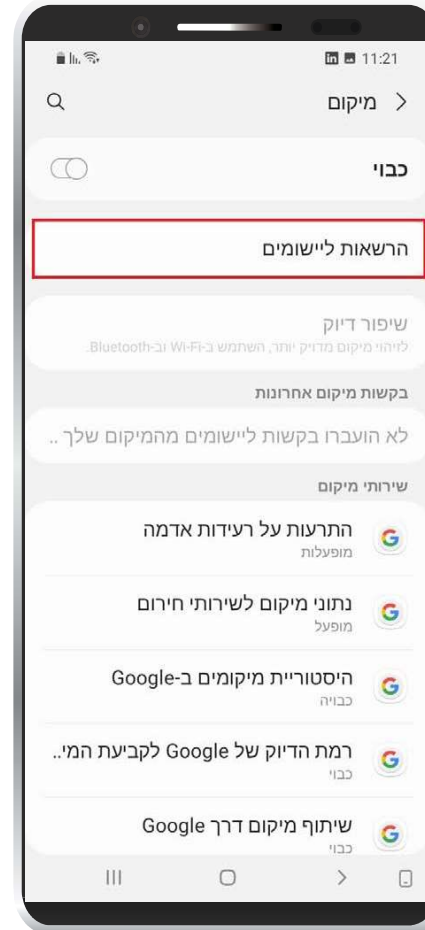 11:21
מיקום
כבוי
הרשאות ליישומים
שיפור דיוק
לזיהוי מיקום מדויק יותר, השתמש ב-Wi-Fi וב-Bluetooth.
בקשות מיקום אחרונות
לא הועברו בקשות ליישומים מהמיקום שלך ..
שירותי מיקום
התרעות על רעידות אדמה
מופעלות
נתוני מיקום לשירותי חירום
מופעל
היסטוריית מיקומים ב-Google
כבויה
רמת הדיוק של Google לקביעת המי..
כבוי
שיתוף מיקום דרך Google
כבוי